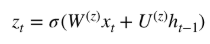 z_t = σ(W^{(z)}x_t + U^{(z)}h_{t−1})